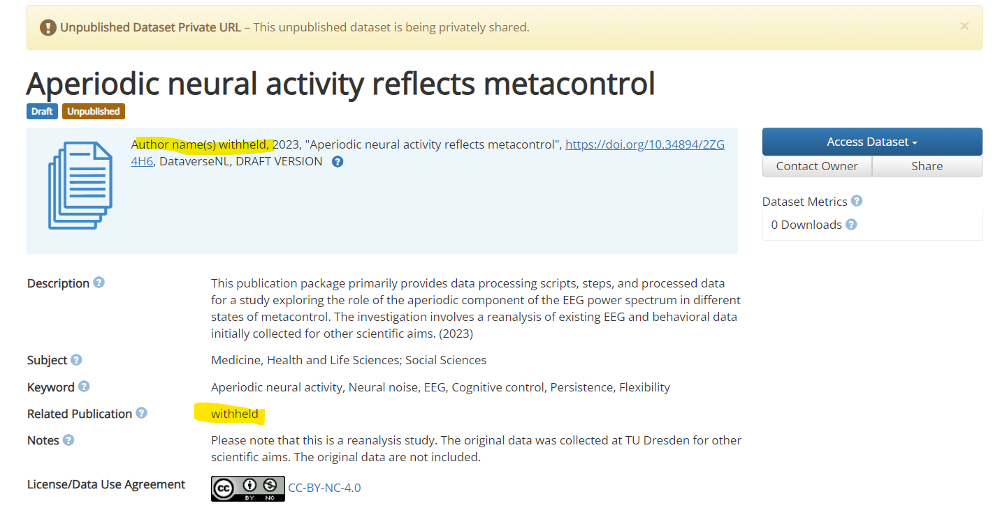 Unpublished Dataset Private URL – This unpublished dataset is being privately shared.
×
Aperiodic neural activity reflects metacontrol
Draft Unpublished
Author name(s) withheld, 2023, "Aperiodic neural activity reflects metacontrol", https://doi.org/10.34894/2ZG
4H6, DataverseNL, DRAFT VERSION ?
Access Dataset
Contact Owner Share
Dataset Metrics ?
0 Downloads ?
Description ? This publication package primarily provides data processing scripts, steps, and processed data
for a study exploring the role of the aperiodic component of the EEG power spectrum in different
states of metacontrol. The investigation involves a reanalysis of existing EEG and behavioral data
initially collected for other scientific aims. (2023)
Subject ? Medicine, Health and Life Sciences; Social Sciences
Keyword ? Aperiodic neural activity, Neural noise, EEG, Cognitive control, Persistence, Flexibility
Related Publication ? withheld
Notes ? Please note that this is a reanalysis study. The original data was collected at TU Dresden for other
scientific aims. The original data are not included.
License/Data Use Agreement cc BY NC CC-BY-NC-4.0